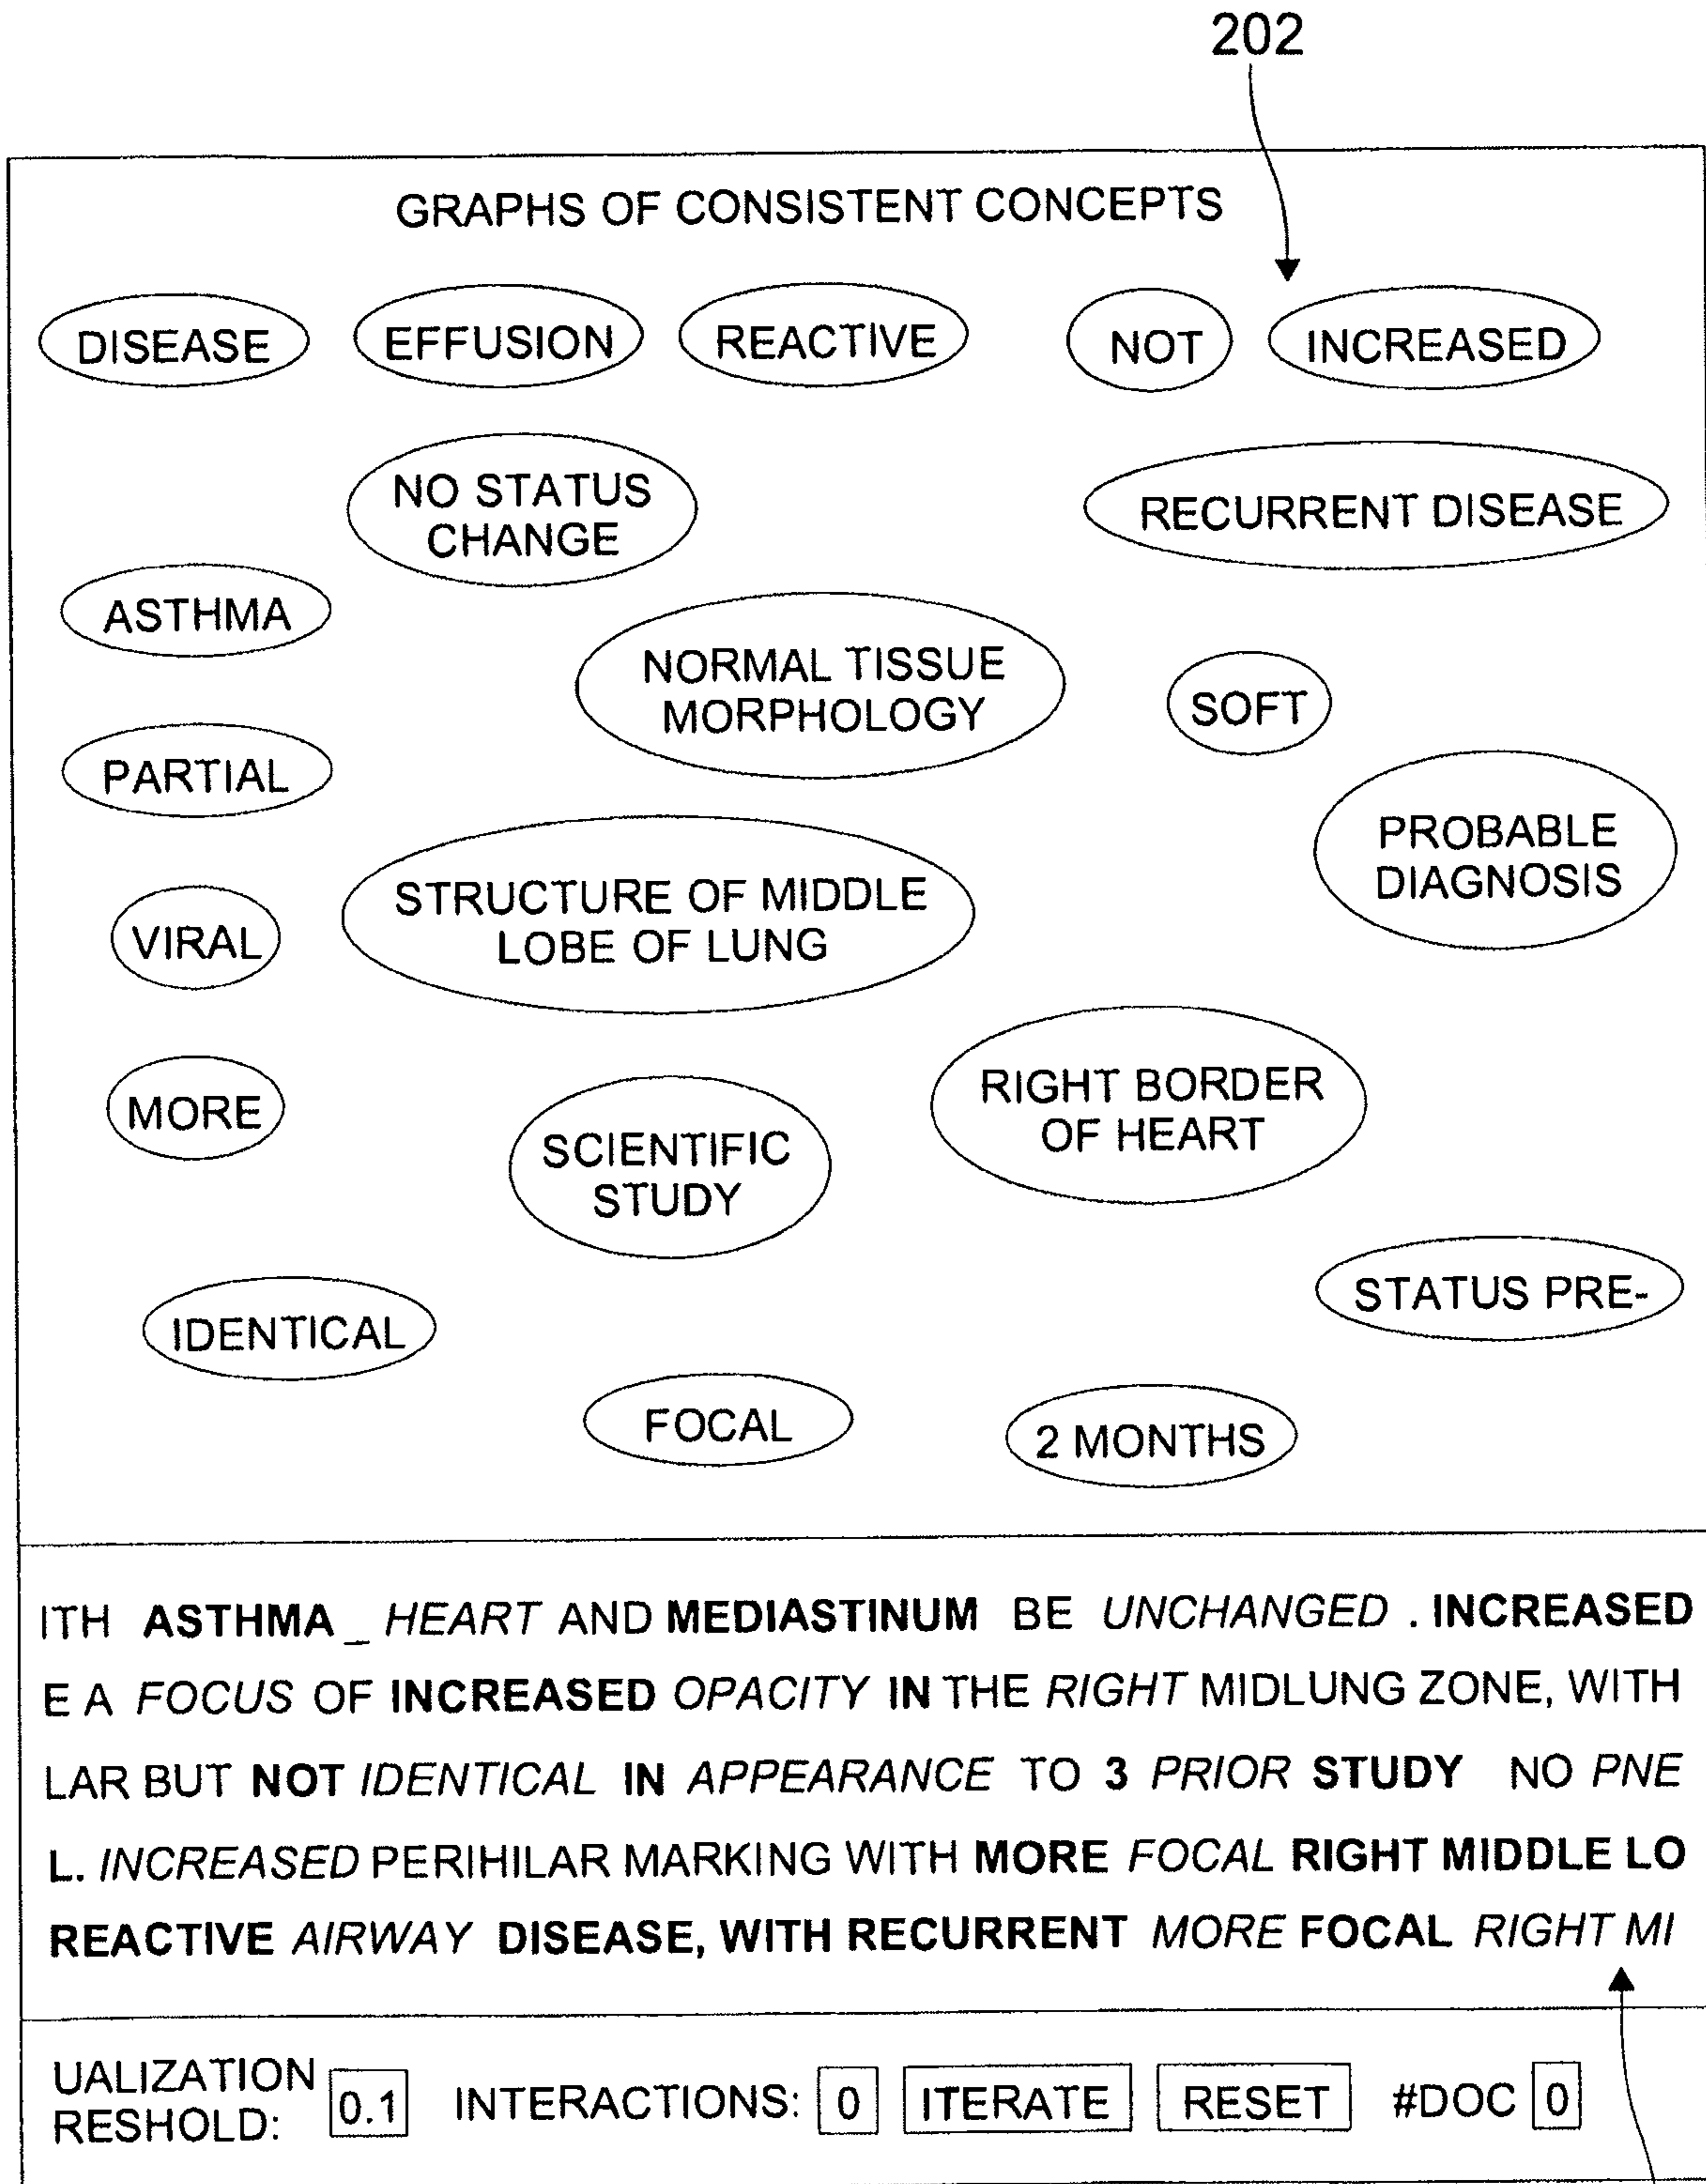 202
GRAPHS OF CONSISTENT CONCEPTS
DISEASE EFFUSION REACTIVE NOT INCREASED
NO STATUS
CHANGE
RECURRENT DISEASE
ASTHMA
NORMAL TISSUE
MORPHOLOGY
SOFT
PARTIAL
PROBABLE
DIAGNOSIS
STRUCTURE OF MIDDLE
LOBE OF LUNG
VIRAL
RIGHT BORDER
OF HEART
MORE
SCIENTIFIC
STUDY
STATUS PRE-
IDENTICAL
FOCAL
2 MONTHS
ITH ASTHMA _ HEART AND MEDIASTINUM BE UNCHANGED . INCREASED
E A FOCUS OF INCREASED OPACITY IN THE RIGHT MIDLUNG ZONE, WITH
LAR BUT NOT IDENTICAL IN APPEARANCE TO 3 PRIOR STUDY NO PNE
L. INCREASED PERIHILAR MARKING WITH MORE FOCAL RIGHT MIDDLE LO
REACTIVE AIRWAY DISEASE, WITH RECURRENT MORE FOCAL RIGHT MI
UALIZATION
RESHOLD: 0.1 INTERACTIONS: 0 ITERATE RESET #DOC 0